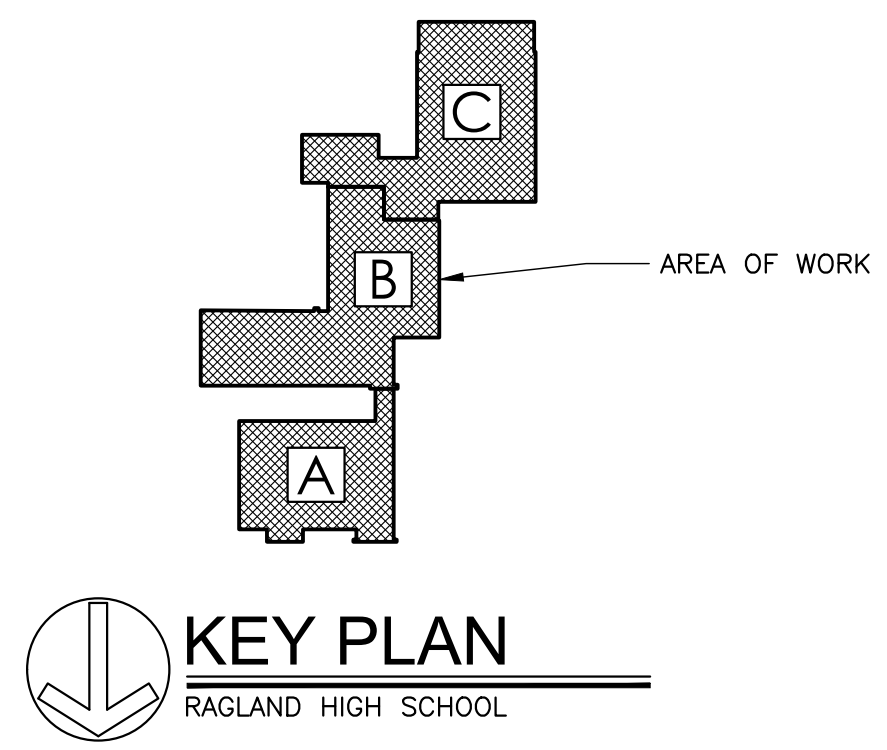 C
AREA OF WORK
B
A
KEY PLAN
RAGLAND HIGH SCHOOL